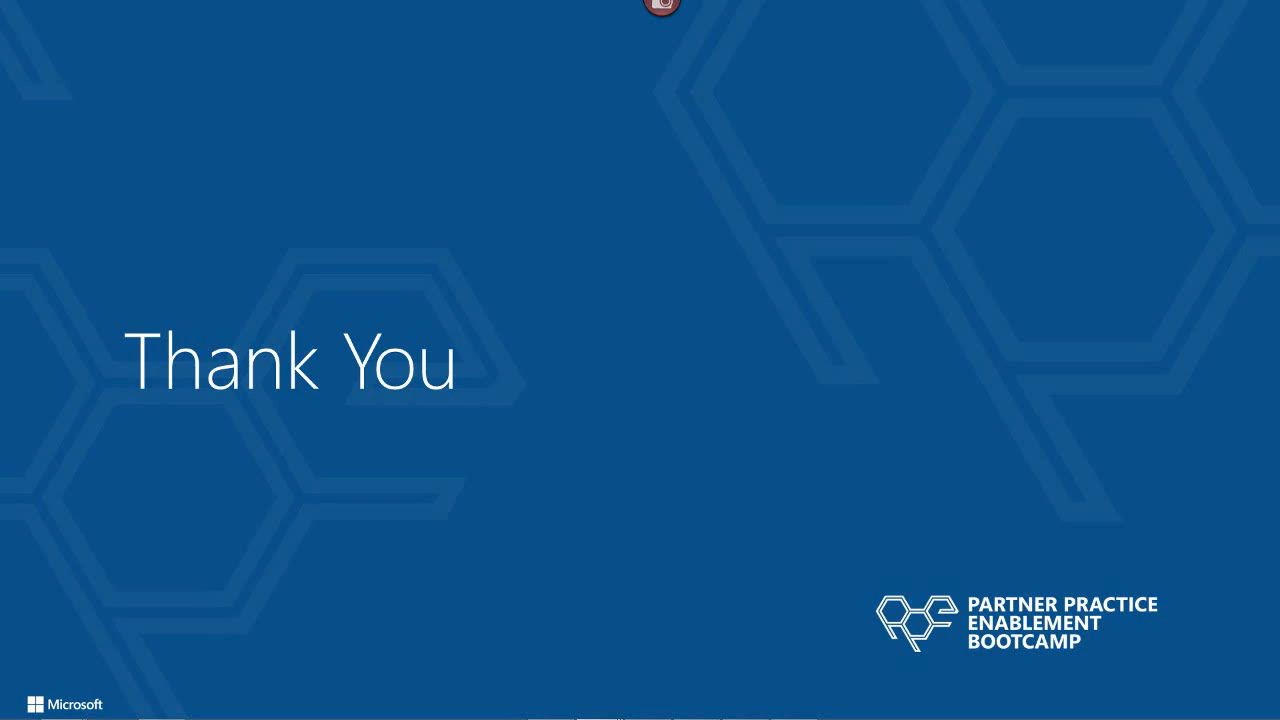 Thank You
PARTNER PRACTICE
ENABLEMENT
BOOTCAMP
Microsoft